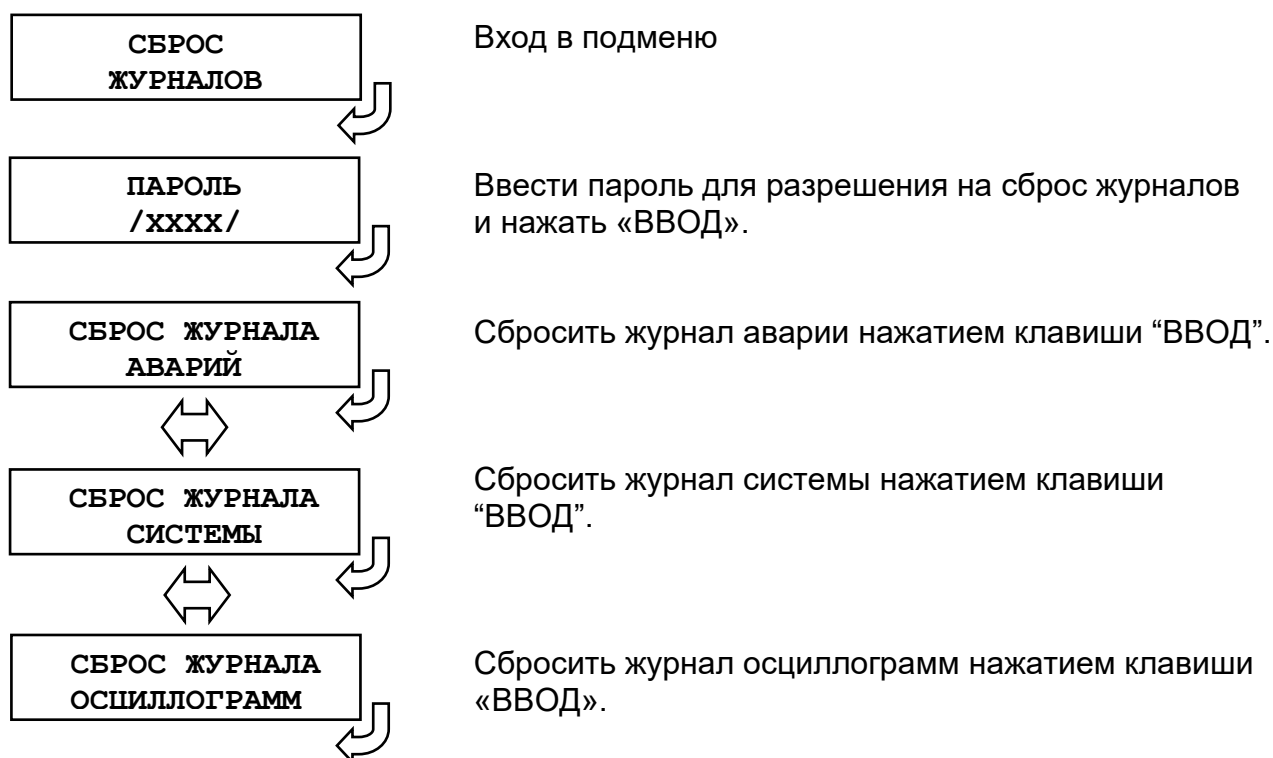 СБРОС
ЖУРНАЛОВ
Вход в подменю
ПАРОЛЬ
/XXXX/
Ввести пароль для разрешения на сброс журналов
и нажать «ВВОД».
СБРОС ЖУРНАЛА
АВАРИЙ
Сбросить журнал аварии нажатием клавиши “ВВОД”.
СБРОС ЖУРНАЛА
СИСТЕМЫ
Сбросить журнал системы нажатием клавиши
“ВВОД”.
СБРОС ЖУРНАЛА
ОСЦИЛЛОГРАММ
Сбросить журнал осциллограмм нажатием клавиши
«ВВОД».